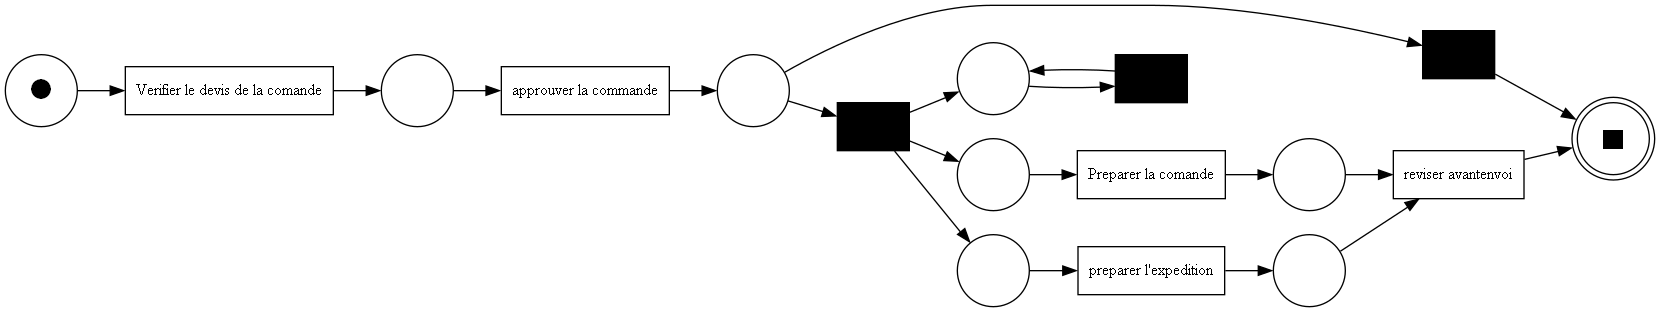 Verifier le devis de la comande
approuver la commande
Preparer la comande
reviser avantenvoi
preparer l'expedition